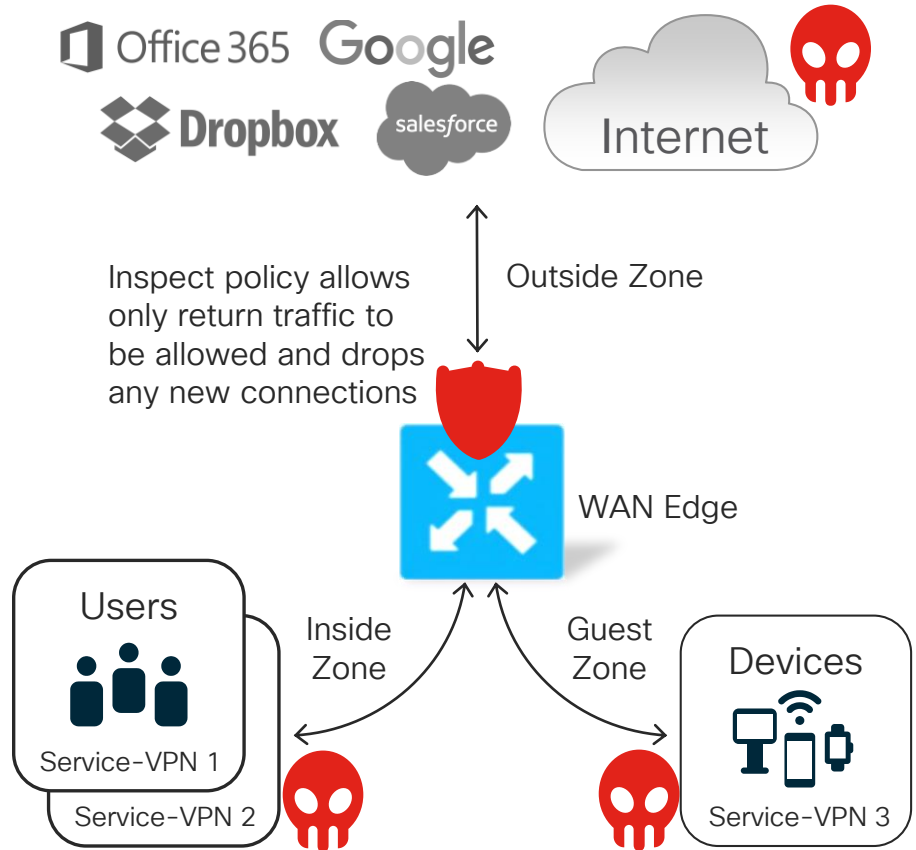 Office 365
Google
Dropbox
salesforce
Internet
Inspect policy allows
only return traffic to
be allowed and drops
any new connections
Outside Zone
WAN Edge
Users
Service-VPN 1
Service-VPN 2
Inside
Zone
Guest
Zone
Devices
Service-VPN 3